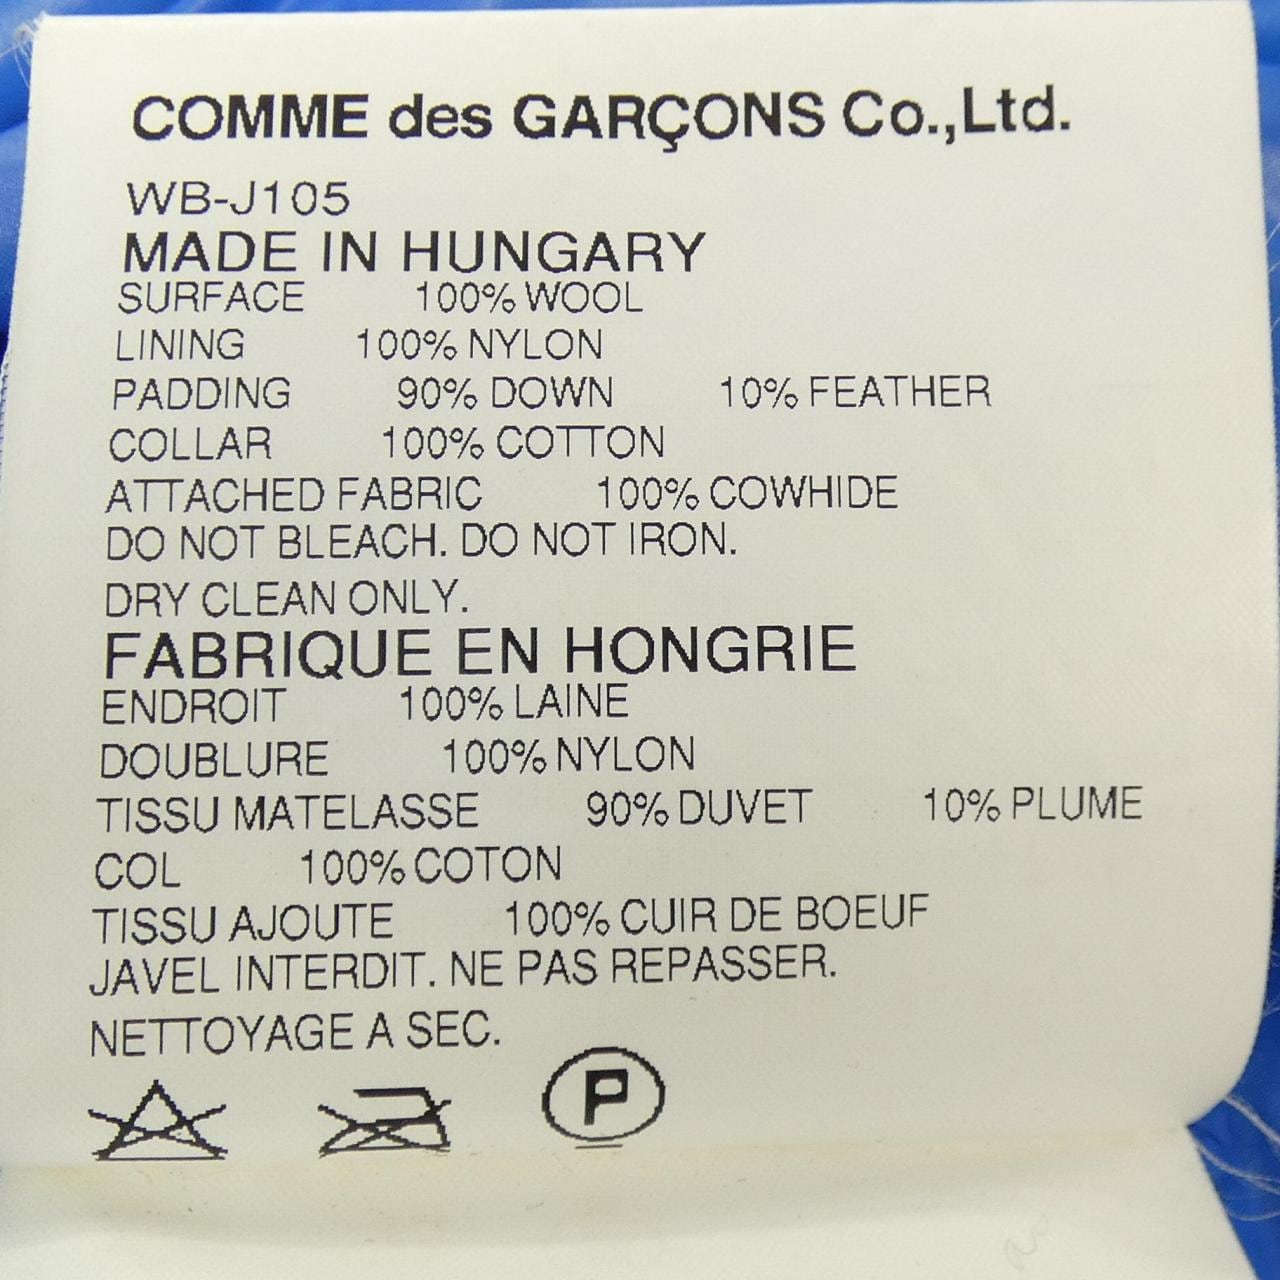 COMME des GARÇONS Co.,Ltd.
WB-J105
MADE IN HUNGARY
SURFACE 100% WOOL
LINING 100% NYLON
PADDING 90% DOWN 10% FEATHER
COLLAR 100% COTTON
ATTACHED FABRIC 100% COWHIDE
DO NOT BLEACH. DO NOT IRON.
DRY CLEAN ONLY.
FABRIQUE EN HONGRIE
ENDROIT 100% LAINE
DOUBLURE 100% NYLON
TISSU MATELASSE 90% DUVET 10% PLUME
COL 100% COTON
TISSU AJOUTE 100% CUIR DE BOEUF
JAVEL INTERDIT. NE PAS REPASSER.
NETTOYAGE A SEC.
P